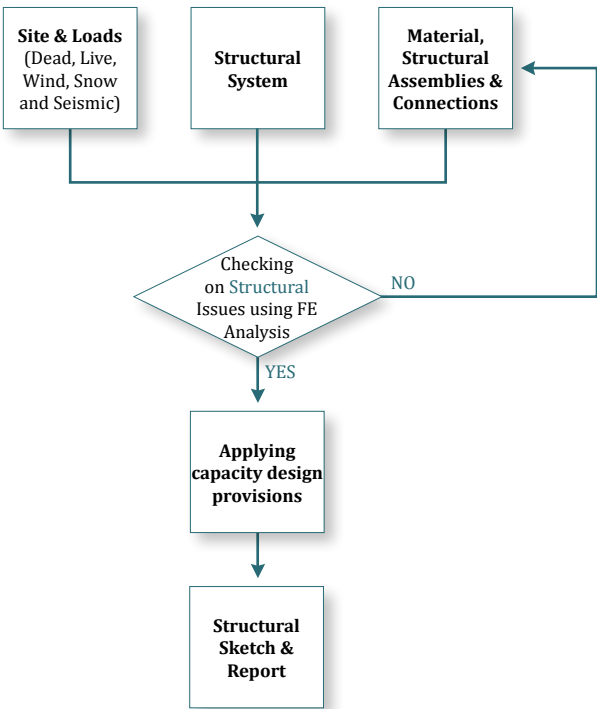 Site & Loads
(Dead, Live,
Wind, Snow
and Seismic)
Structural
System
Material,
Structural
Assemblies &
Connections
Checking
on Structural
Issues using FE
Analysis
NO
YES
Applying
capacity design
provisions
Structural
Sketch &
Report